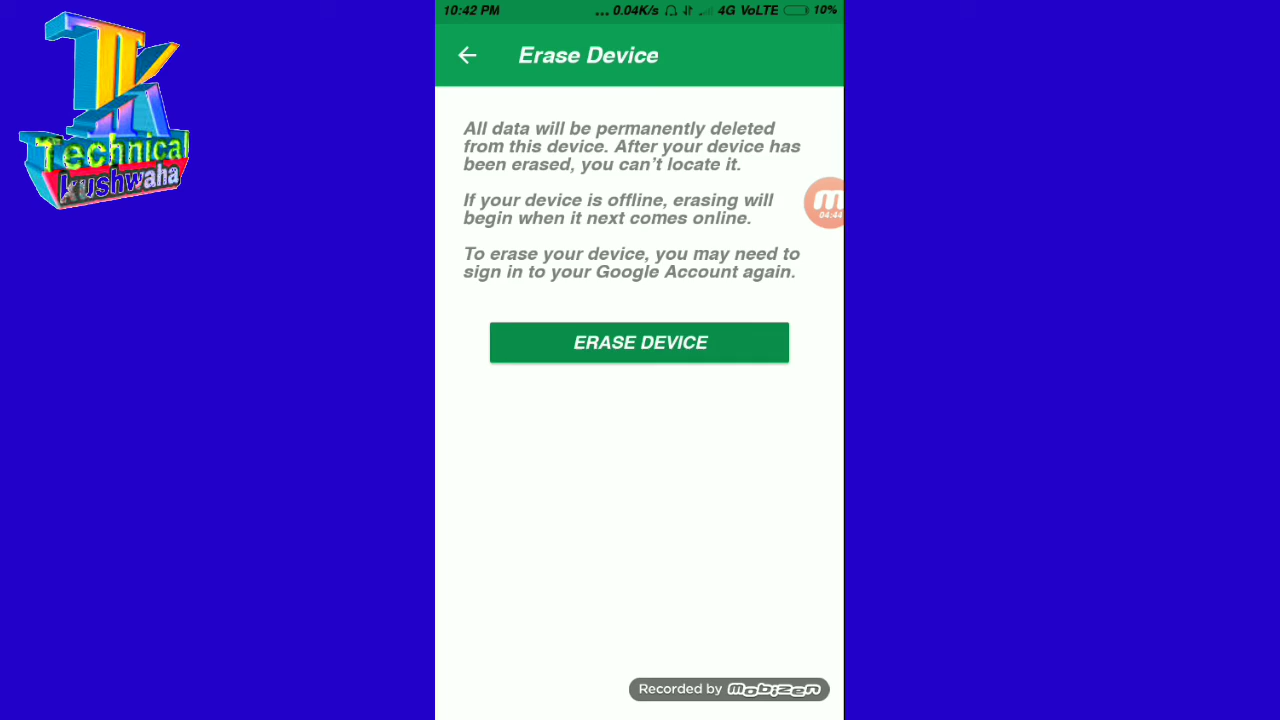 TK
Technical
kushwaha
10:42 PM ... 0.04K/s 4G VoLTE 10%
Erase Device
All data will be permanently deleted
from this device. After your device has
been erased, you can't locate it.
If your device is offline, erasing will
begin when it next comes online.
04:44
To erase your device, you may need to
sign in to your Google Account again.
ERASE DEVICE
Recorded by mobizen